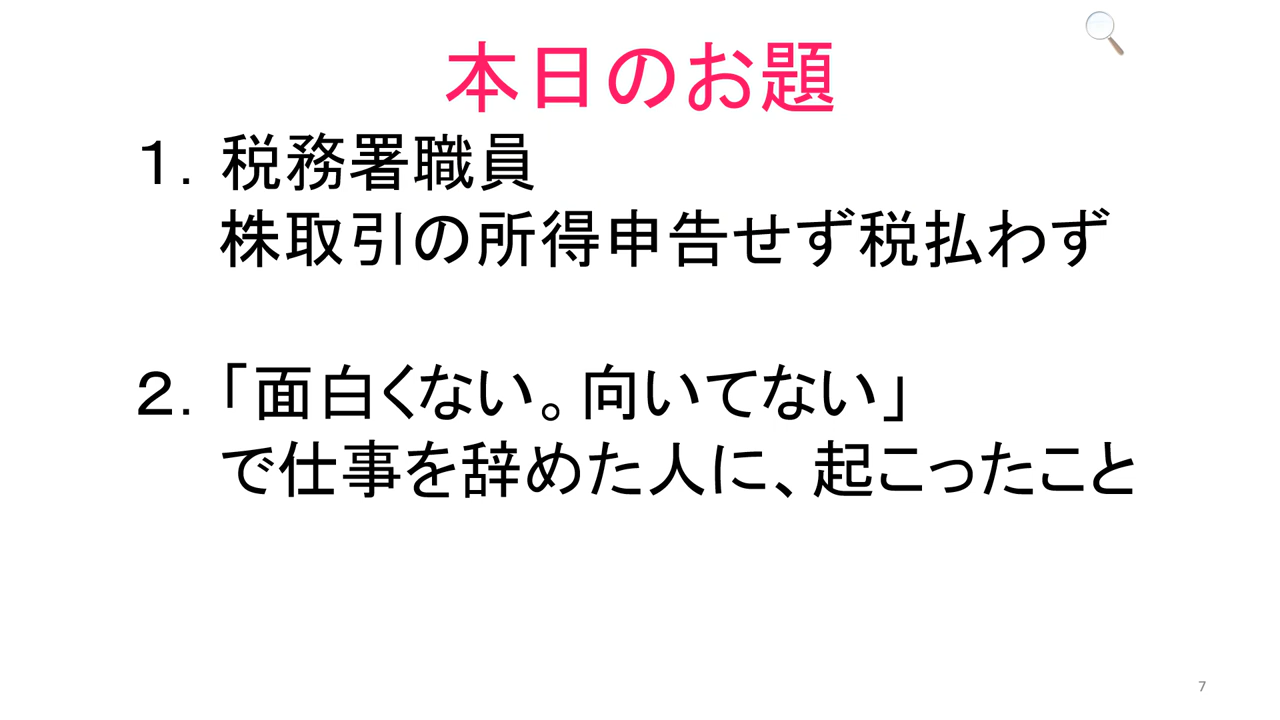 本日のお題
１．税務署職員
株取引の所得申告せず税払わず
２．「面白くない。向いてない」
で仕事を辞めた人に、起こったこと
7